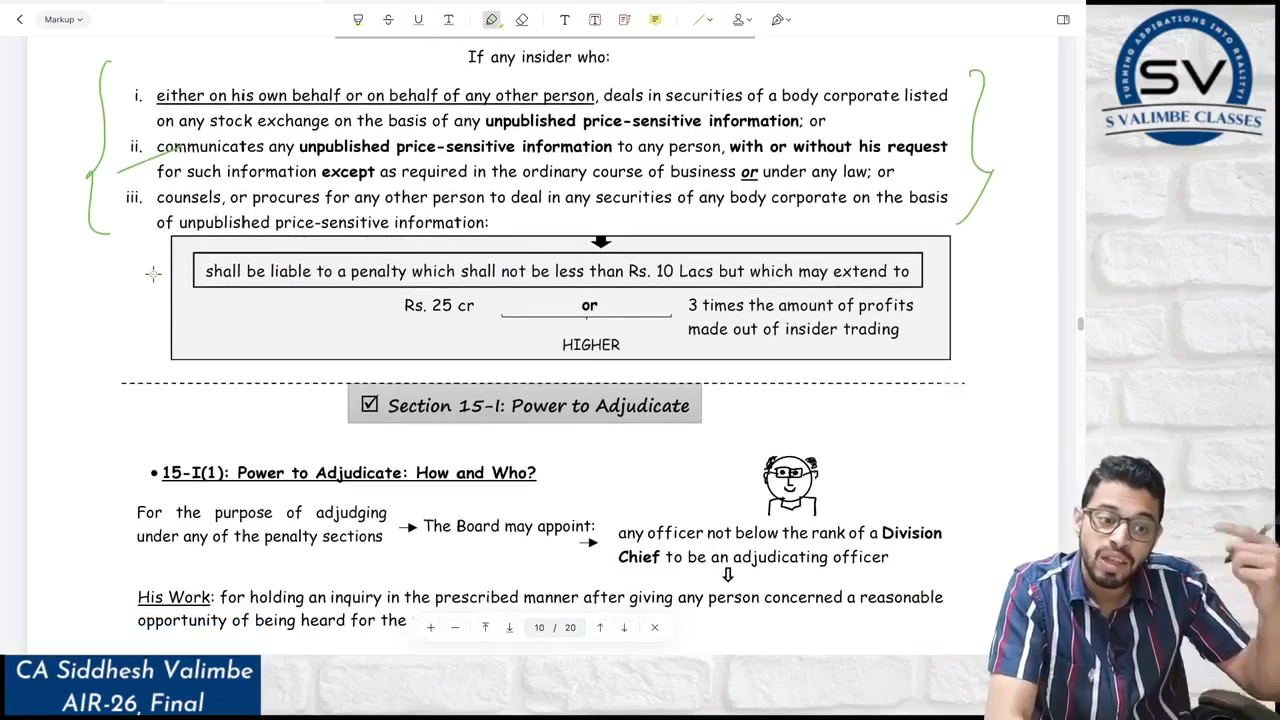 Markup
If any insider who:
i. either on his own behalf or on behalf of any other person, deals in securities of a body corporate listed
on any stock exchange on the basis of any unpublished price-sensitive information; or
ii. communicates any unpublished price-sensitive information to any person, with or without his request
for such information except as required in the ordinary course of business or under any law; or
iii. counsels, or procures for any other person to deal in any securities of any body corporate on the basis
of unpublished price-sensitive information:
shall be liable to a penalty which shall not be less than Rs. 10 Lacs but which may extend to
Rs. 25 cr or 3 times the amount of profits
made out of insider trading
HIGHER
Section 15-I: Power to Adjudicate
• 15-I(1): Power to Adjudicate: How and Who?
For the purpose of adjudging
under any of the penalty sections
The Board may appoint:
any officer not below the rank of a Division
Chief to be an adjudicating officer
His Work: for holding an inquiry in the prescribed manner after giving any person concerned a reasonable
opportunity of being heard for the
10 / 20
TURNING ASPIRATIONS INTO REALITY!
SV
S VALIMBE CLASSES
CA Siddhesh Valimbe
AIR-26, Final